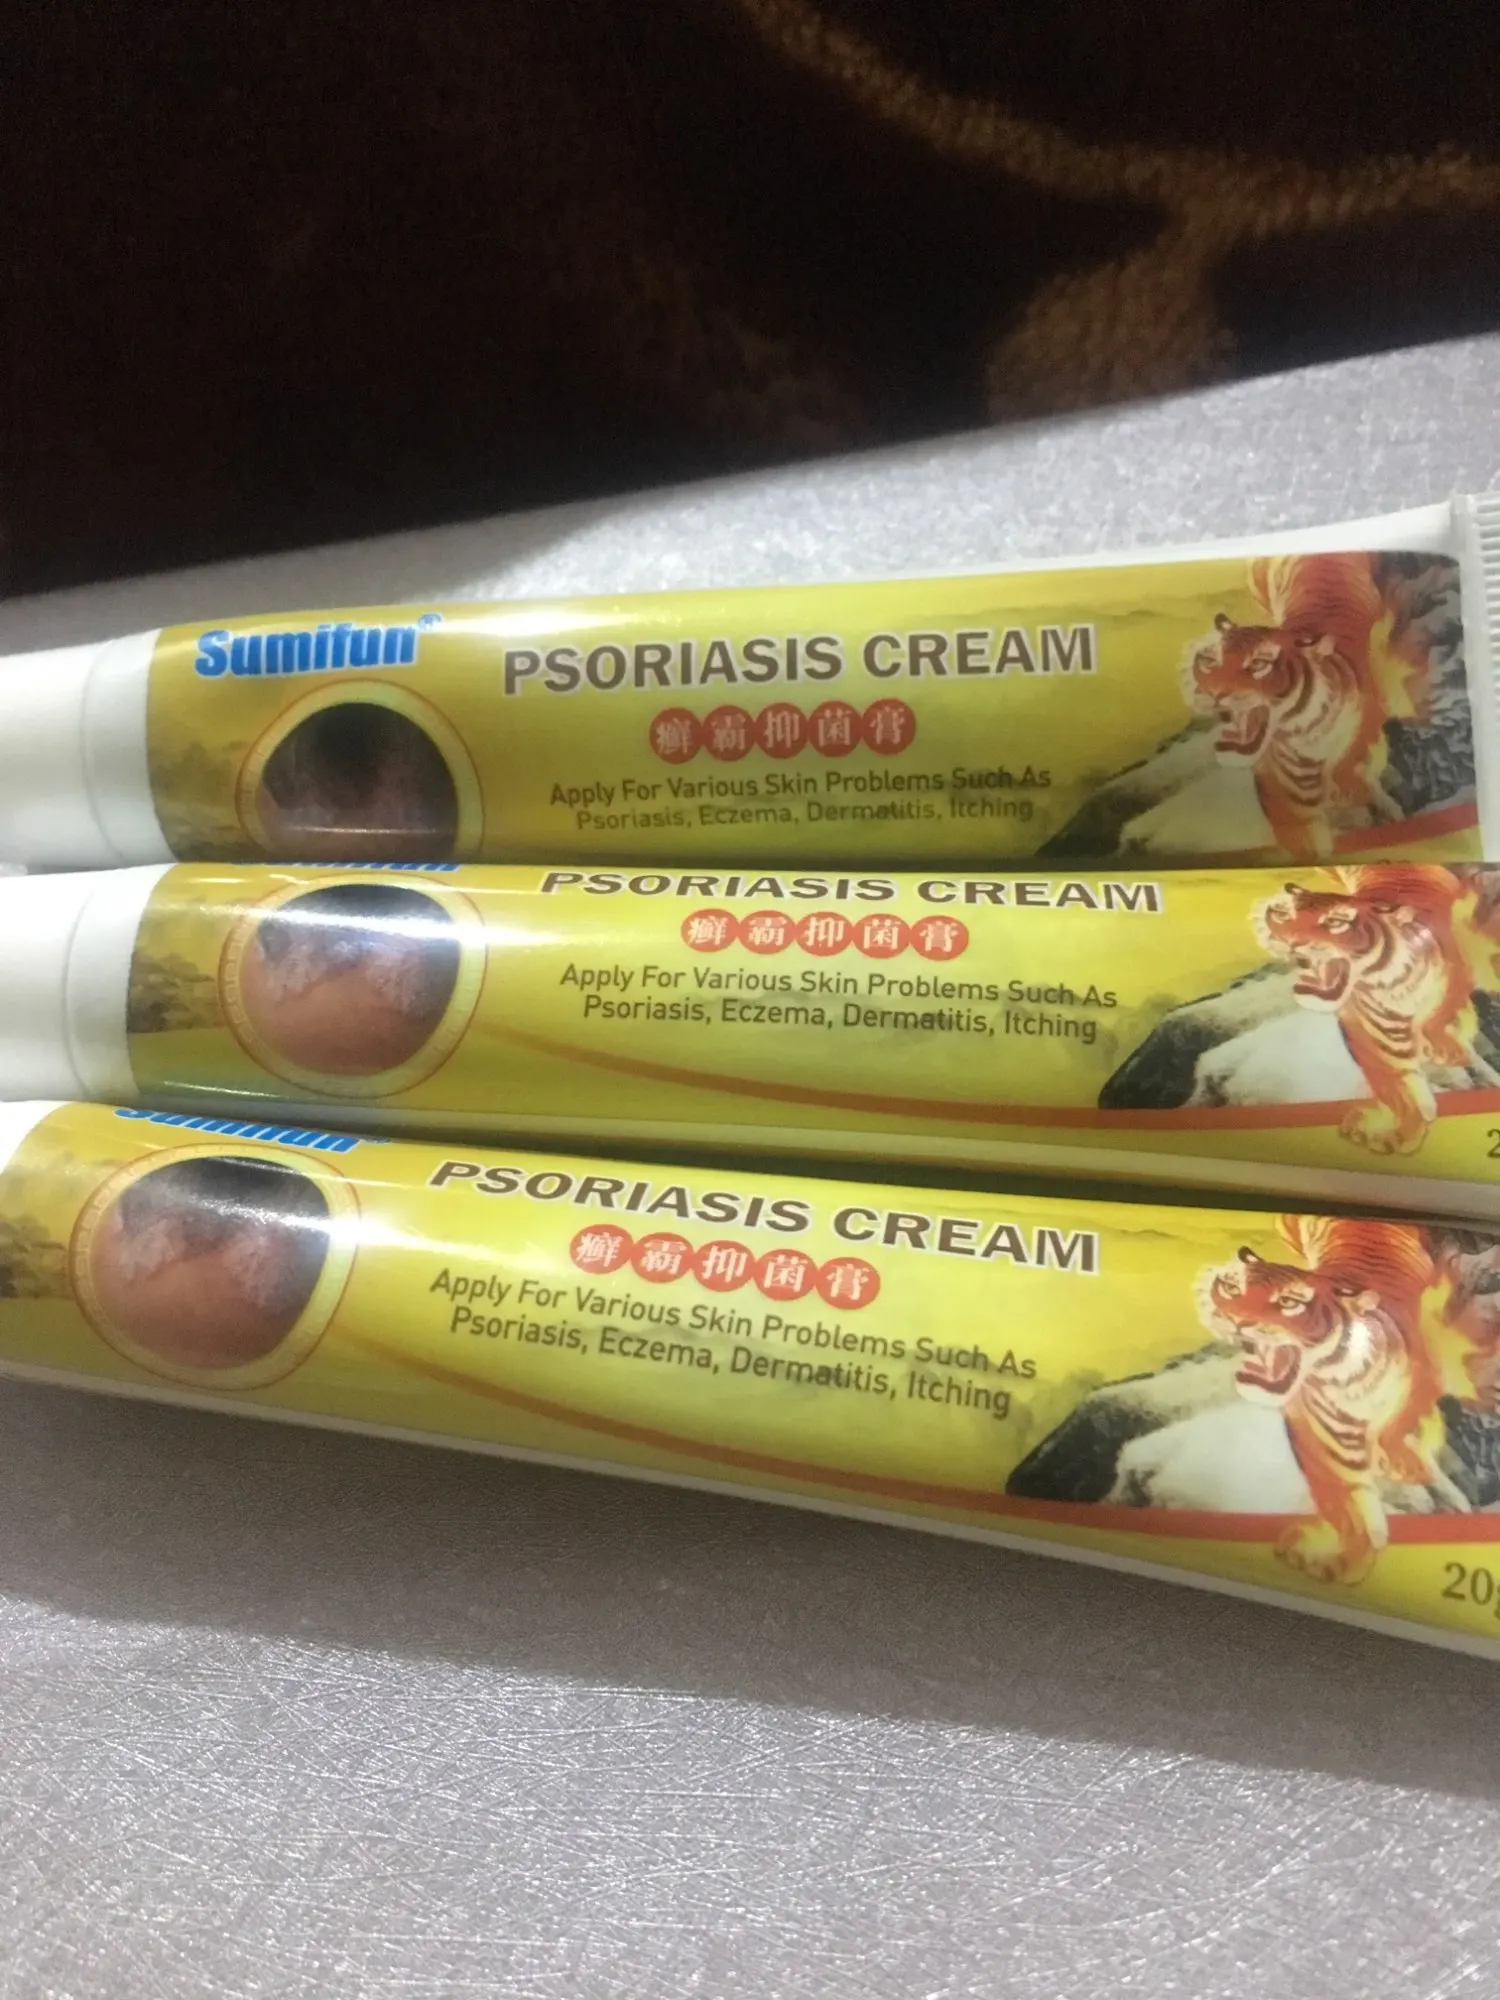 Sumifun®
PSORIASIS CREAM
癣霸抑菌膏
Apply For Various Skin Problems Such As
Psoriasis, Eczema, Dermatitis, Itching
PSORIASIS CREAM
癣霸抑菌膏
Apply For Various Skin Problems Such As
Psoriasis, Eczema, Dermatitis, Itching
Sumifun®
PSORIASIS CREAM
癣霸抑菌膏
Apply For Various Skin Problems Such As
Psoriasis, Eczema, Dermatitis, Itching
20g